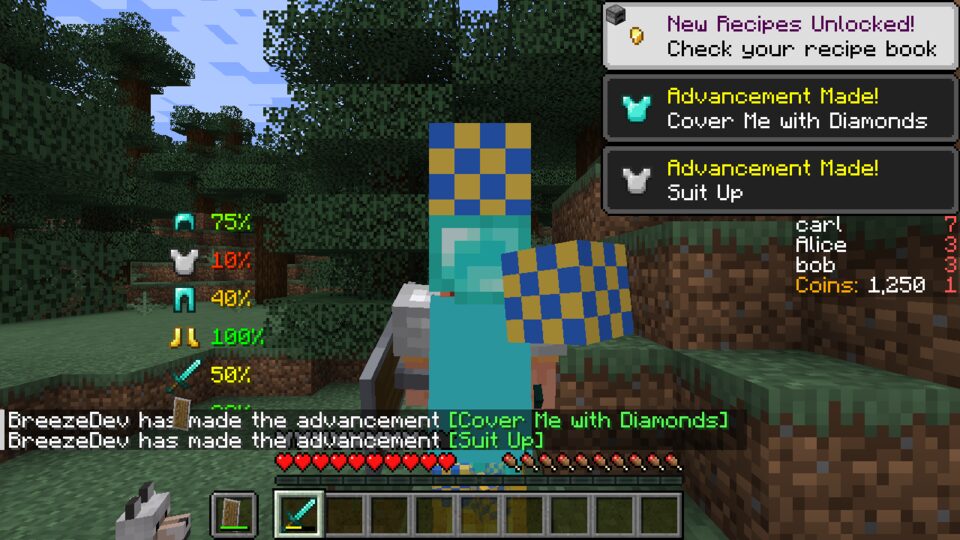 New Recipes Unlocked!
Check your recipe book
Advancement Made!
Cover Me with Diamonds
Advancement Made!
Suit Up
carl 7
Alice 3
bob 3
Coins: 1,250 1
75%
10%
40%
100%
50%
BreezeDev has made the advancement [Cover Me with Diamonds]
BreezeDev has made the advancement [Suit Up]